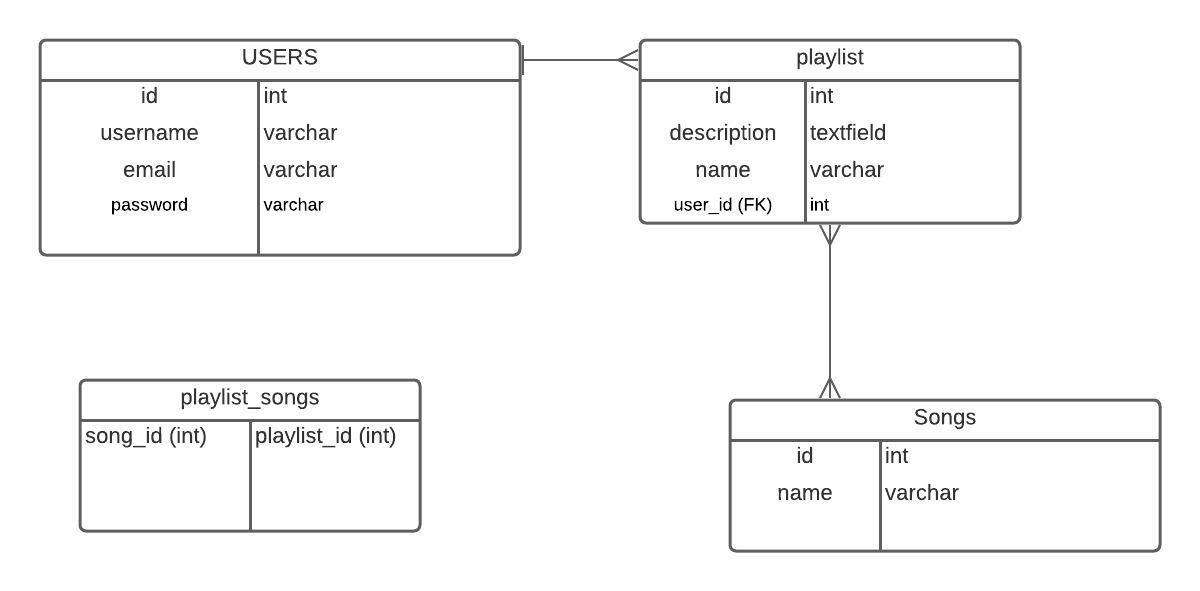 USERS
id int
username varchar
email varchar
password varchar
playlist
id int
description textfield
name varchar
user_id (FK) int
playlist_songs
song_id (int) playlist_id (int)
Songs
id int
name varchar